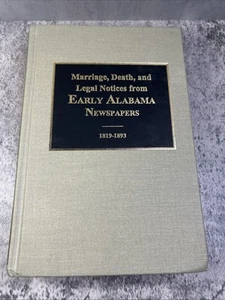 Marriage, Death, and
Legal Notices from
EARLY ALABAMA
NEWSPAPERS
1819-1893